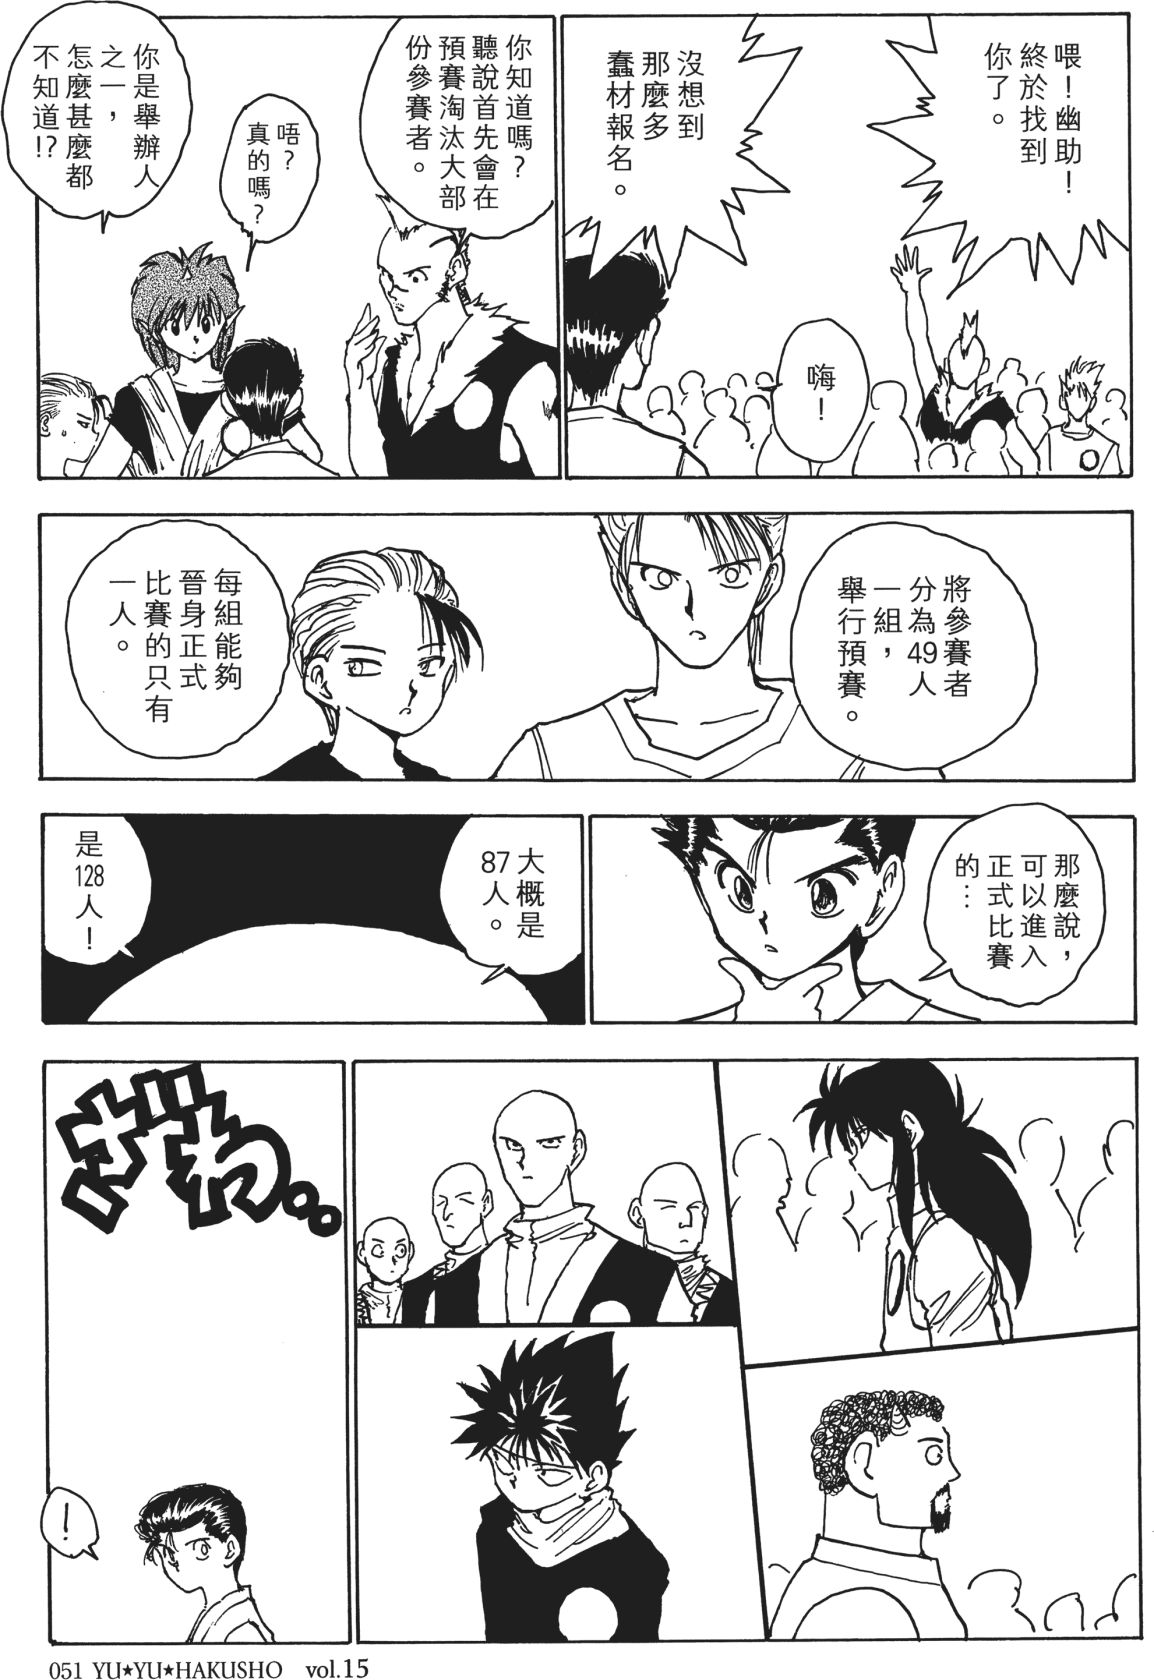 喂！幽助！
終於找到
你了。
沒想到
那麼多
蠢材報名。
嗨！
你知道嗎？
聽說首先會在
預賽淘汰大部
份參賽者。
唔？
真的嗎？
你是舉辦人
之一，
怎麼甚麼都
不知道!?
將參賽者
分為49人
一組，
舉行預賽。
每組能夠
晉身正式
比賽的只有
一人。
那麼說，
可以進入
正式比賽
的…
大概是
87人。
是
128
人！
ざわ。。
！
051 YU★YU★HAKUSHO vol.15